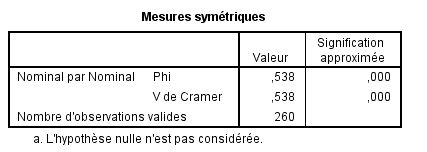 Mesures symétriques
Valeur Signification approximée
Nominal par Nominal Phi ,538 ,000
V de Cramer ,538 ,000
Nombre d'observations valides 260
a. L'hypothèse nulle n'est pas considérée.